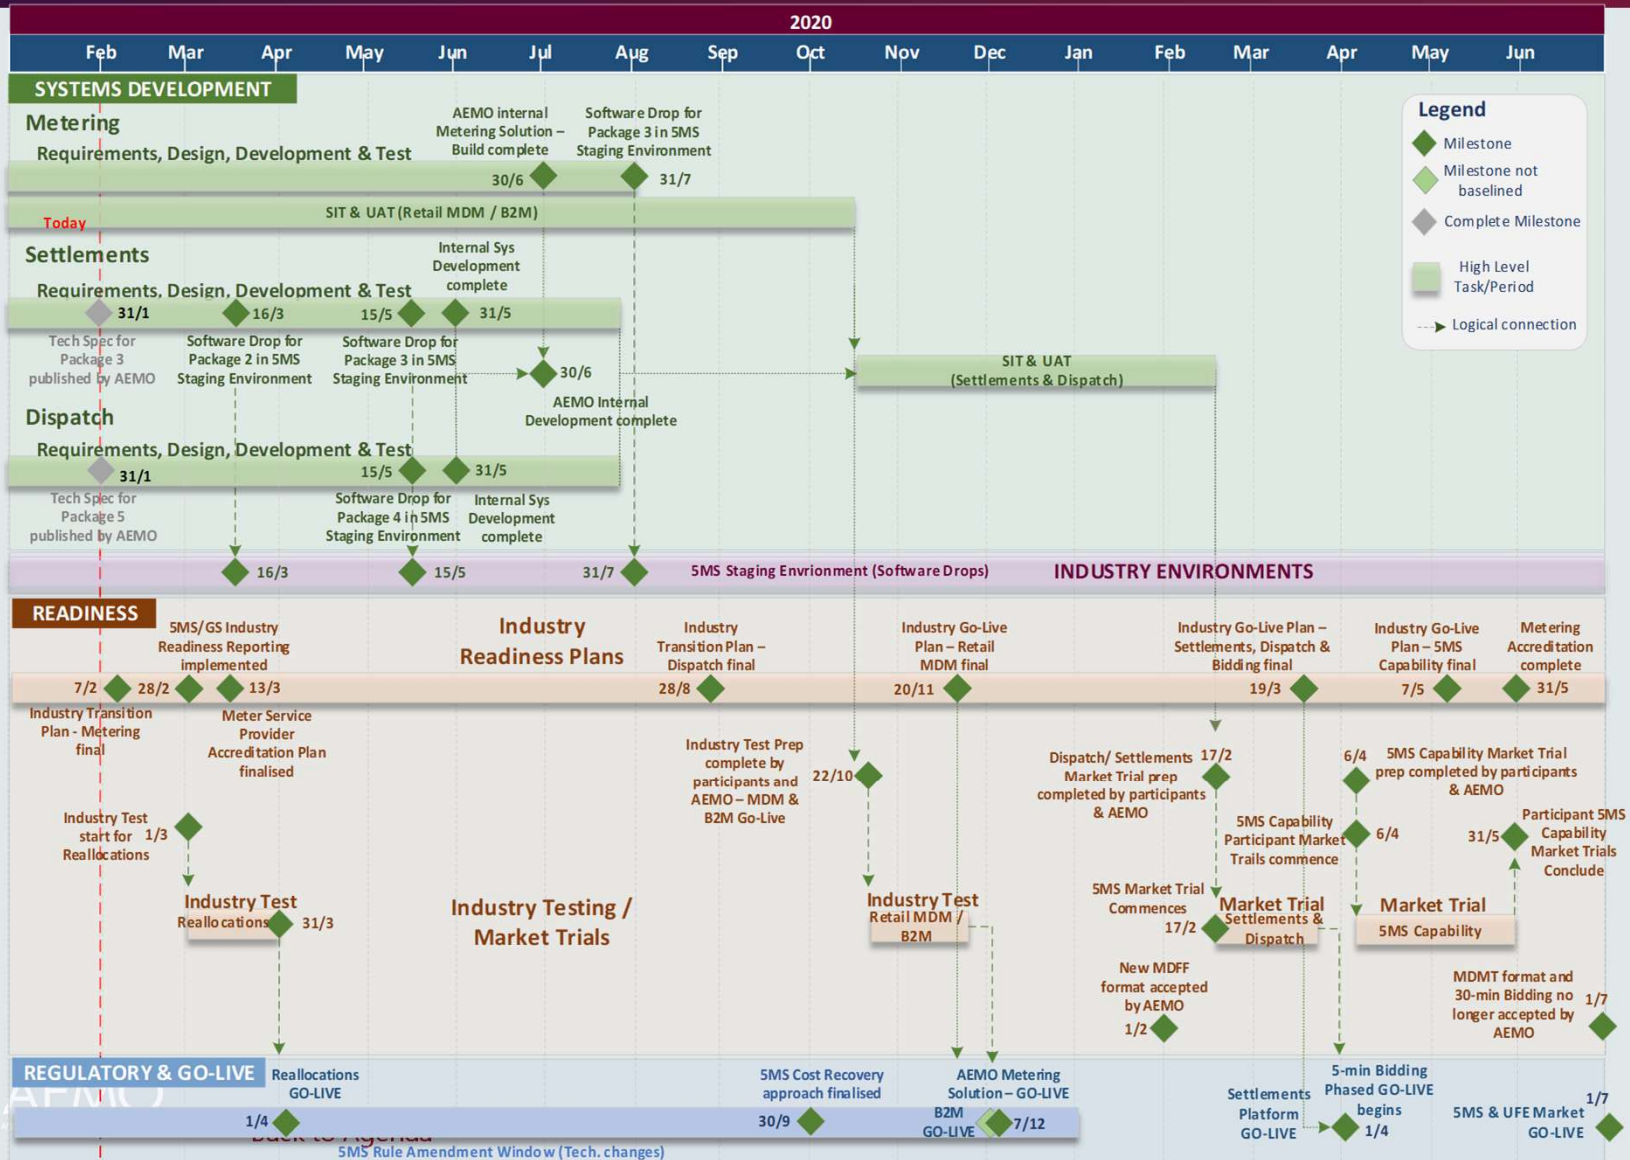 2020
Feb Mar Apr May Jun Jul Aug Sep Oct Nov Dec Jan Feb Mar Apr May Jun
SYSTEMS DEVELOPMENT
Metering
Requirements, Design, Development & Test
AEMO internal
Metering Solution –
Build complete
30/6
Software Drop for
Package 3 in 5MS
Staging Environment
31/7
SIT & UAT (Retail MDM / B2M)
Today
Legend
Milestone
Milestone not
baselined
Complete Milestone
High Level
Task/Period
Logical connection
Settlements
Requirements, Design, Development & Test
Internal Sys
Development
complete
31/1
16/3
15/5
31/5
Tech Spec for
Package 3
published by AEMO
Software Drop for
Package 2 in 5MS
Staging Environment
Software Drop for
Package 3 in 5MS
Staging Environment
30/6
AEMO Internal
Development complete
SIT & UAT
(Settlements & Dispatch)
Dispatch
Requirements, Design, Development & Test
31/1
15/5
31/5
Tech Spec for
Package 5
published by AEMO
Software Drop for
Package 4 in 5MS
Staging Environment
Internal Sys
Development
complete
16/3
15/5
31/7
5MS Staging Envrionment (Software Drops)
INDUSTRY ENVIRONMENTS
READINESS
5MS/GS Industry
Readiness Reporting
implemented
Industry
Readiness Plans
Industry
Transition Plan –
Dispatch final
Industry Go-Live
Plan – Retail
MDM final
Industry Go-Live Plan –
Settlements, Dispatch &
Bidding final
Industry Go-Live
Plan – 5MS
Capability final
Metering
Accreditation
complete
7/2
28/2
13/3
28/8
20/11
19/3
7/5
31/5
Industry Transition
Plan - Metering
final
Meter Service
Provider
Accreditation Plan
finalised
Industry Test Prep
complete by
participants and
AEMO – MDM &
B2M Go-Live
22/10
Dispatch/ Settlements
Market Trial prep
completed by participants
& AEMO
17/2
6/4
5MS Capability Market Trial
prep completed by participants
& AEMO
Industry Test
start for
Reallocations
1/3
5MS Capability
Participant Market
Trails commence
6/4
31/5
Participant 5MS
Capability
Market Trials
Conclude
Industry Test
Reallocations
31/3
Industry Testing /
Market Trials
Industry Test
Retail MDM /
B2M
5MS Market Trial
Commences
17/2
Market Trial
Settlements &
Dispatch
Market Trial
5MS Capability
New MDFF
format accepted
by AEMO
1/2
MDMT format and
30-min Bidding no
longer accepted by
AEMO
1/7
REGULATORY & GO-LIVE
Reallocations
GO-LIVE
1/4
5MS Cost Recovery
approach finalised
30/9
AEMO Metering
Solution – GO-LIVE
B2M
GO-LIVE
7/12
Settlements
Platform
GO-LIVE
5-min Bidding
Phased GO-LIVE
begins
1/4
5MS & UFE Market
GO-LIVE
1/7
AEMO
Back to Agenda
5MS Rule Amendment Window (Tech. changes)